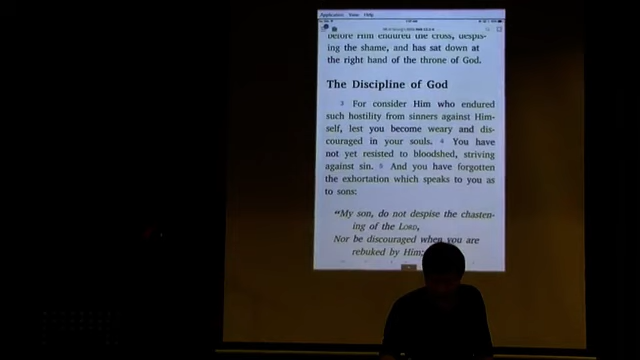 before Him endured the cross, despis-
ing the shame, and has sat down at
the right hand of the throne of God.
The Discipline of God
3 For consider Him who endured
such hostility from sinners against Him-
self, lest you become weary and dis-
couraged in your souls. 4 You have
not yet resisted to bloodshed, striving
against sin. 5 And you have forgotten
the exhortation which speaks to you as
to sons:
“My son, do not despise the chasten-
ing of the LORD,
Nor be discouraged when you are
rebuked by Him;